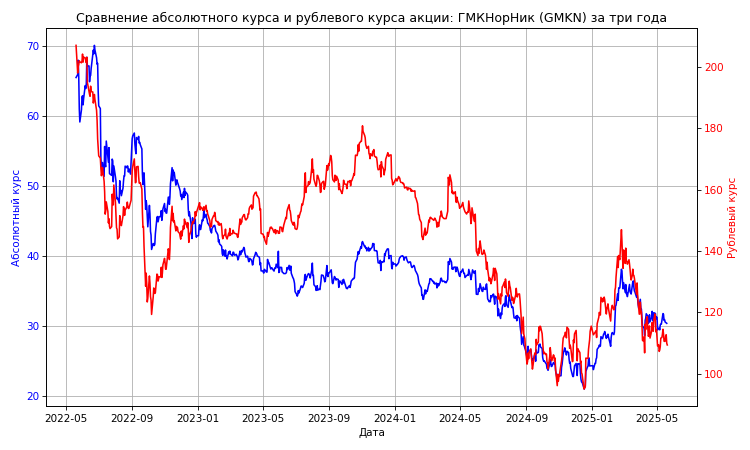 Сравнение абсолютного курса и рублевого курса акции: ГМКНорНик (GMKN) за три года
70
60
50
40
30
20
Абсолютный курс
200
180
160
140
120
100
Рублевый курс
2022-05 2022-09 2023-01 2023-05 2023-09 2024-01 2024-05 2024-09 2025-01 2025-05
Дата